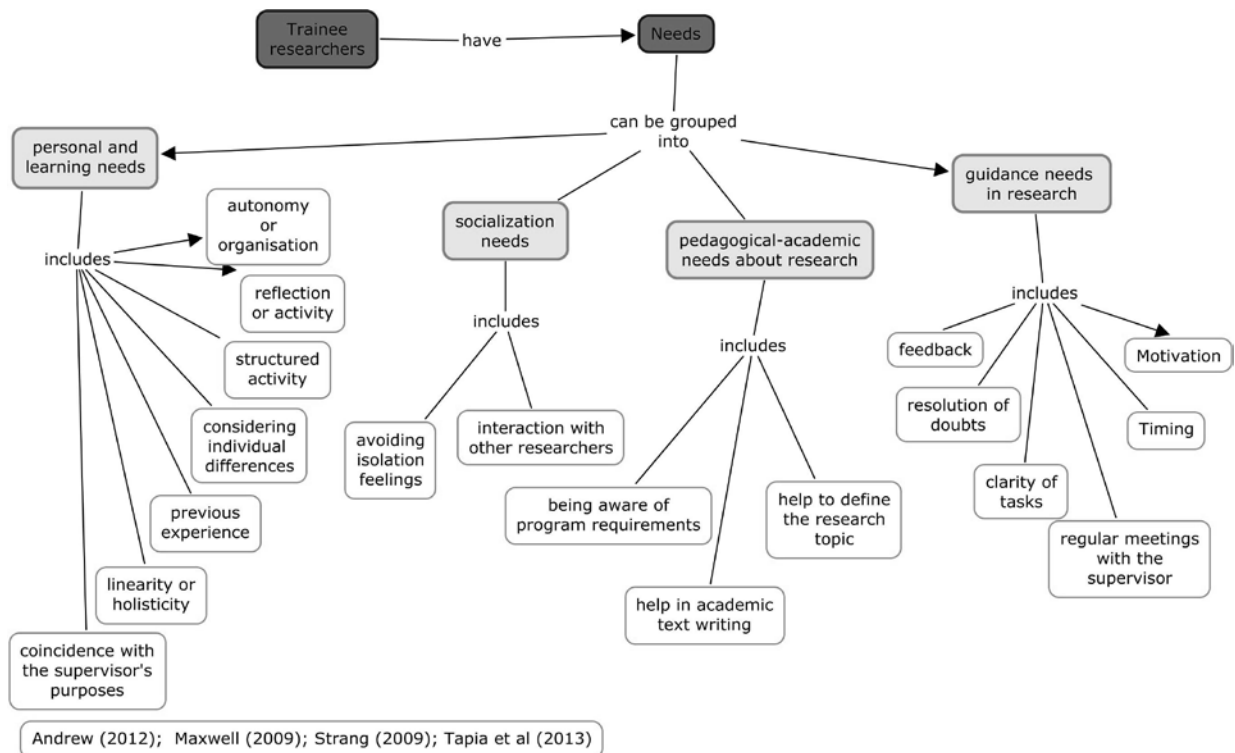 Trainee
researchers
have
Needs
can be grouped
into
personal and
learning needs
includes
autonomy
or
organisation
reflection
or activity
structured
activity
considering
individual
differences
previous
experience
linearity or
holisticity
coincidence with
the supervisor's
purposes
socialization
needs
includes
avoiding
isolation
feelings
interaction with
other researchers
pedagogical-academic
needs about research
includes
being aware of
program requirements
help in academic
text writing
help to define
the research
topic
guidance needs
in research
includes
feedback
resolution of
doubts
clarity of
tasks
regular meetings
with the
supervisor
Timing
Motivation
Andrew (2012); Maxwell (2009); Strang (2009); Tapia et al (2013)